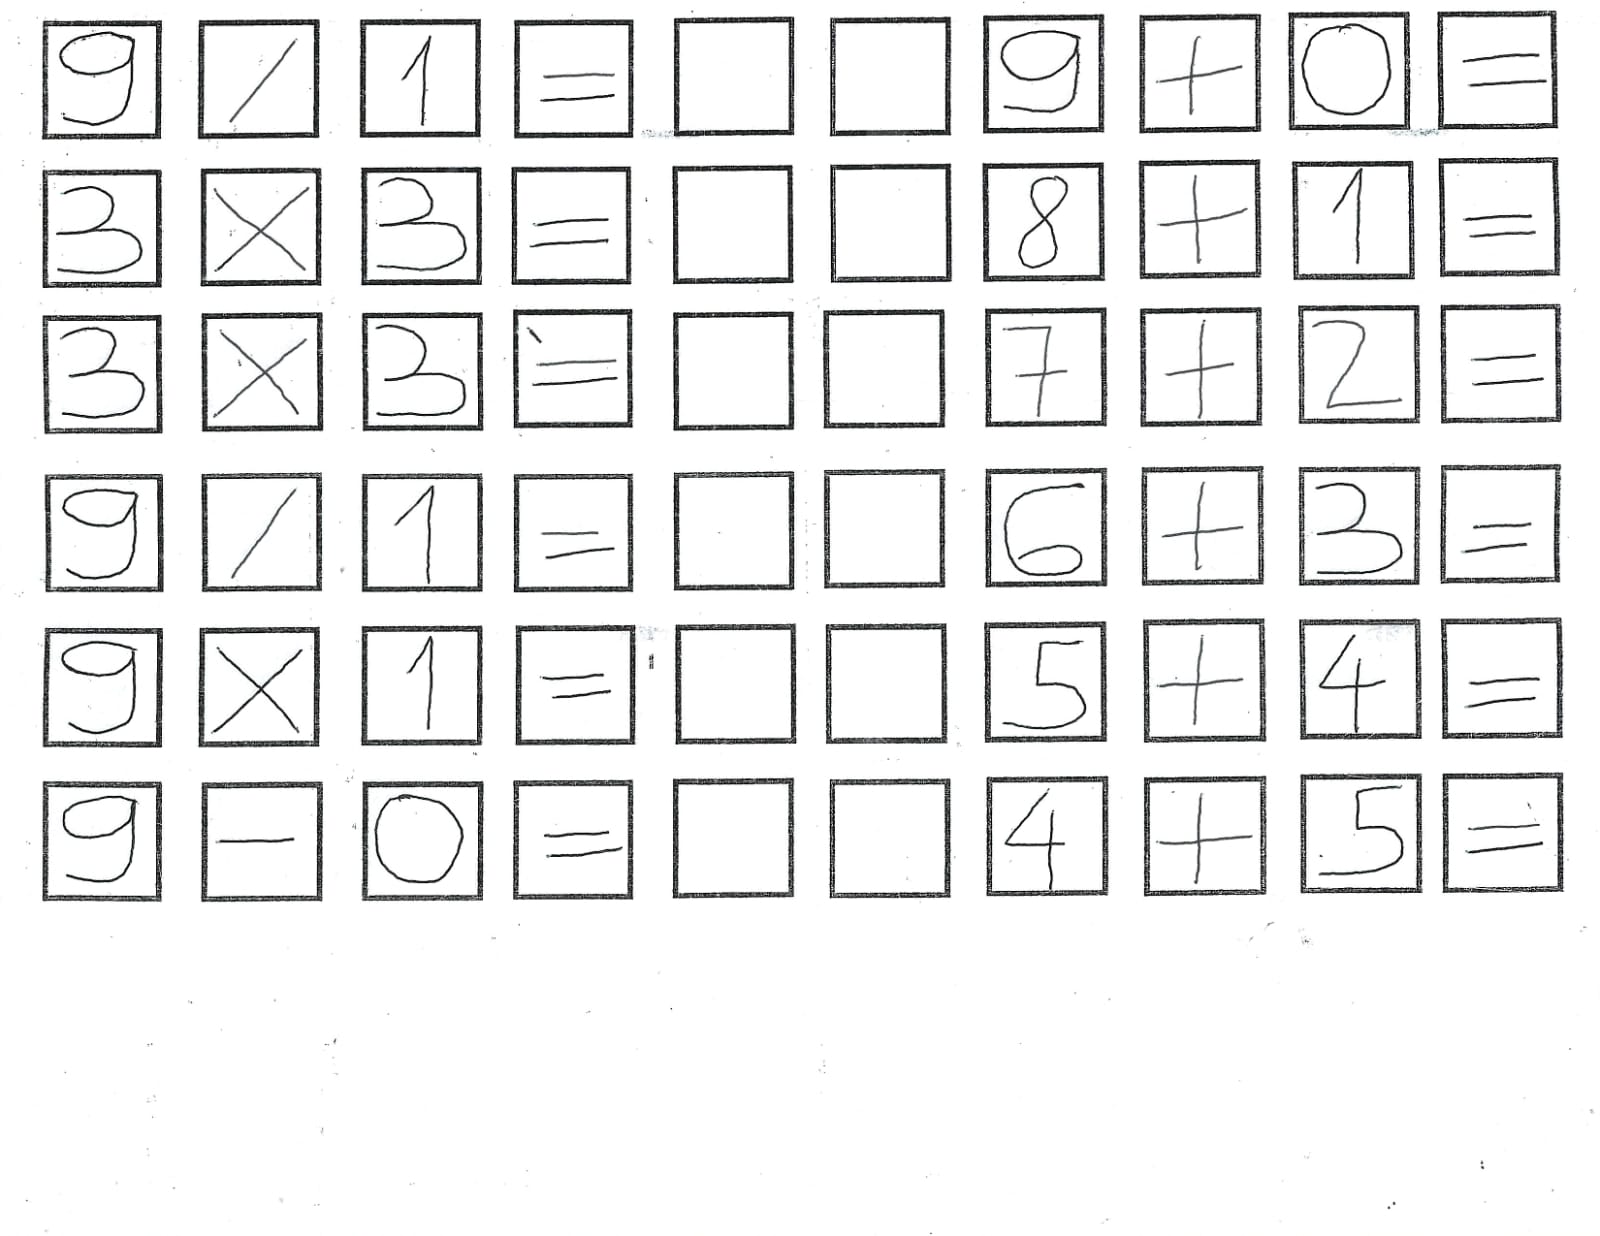 9 / 1 = 9 + 0 =
3 × 3 = 8 + 1 =
3 × 3 = 7 + 2 =
9 / 1 = 6 + 3 =
9 × 1 = 5 + 4 =
9 - 0 = 4 + 5 =